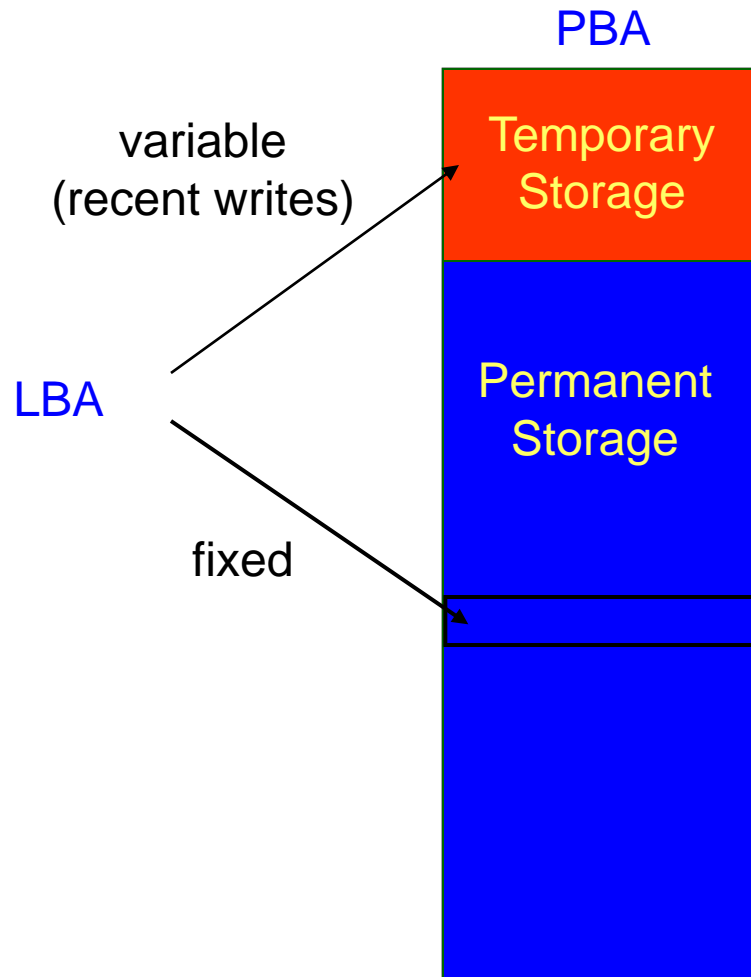 PBA
variable
(recent writes)
Temporary
Storage
LBA
Permanent
Storage
fixed